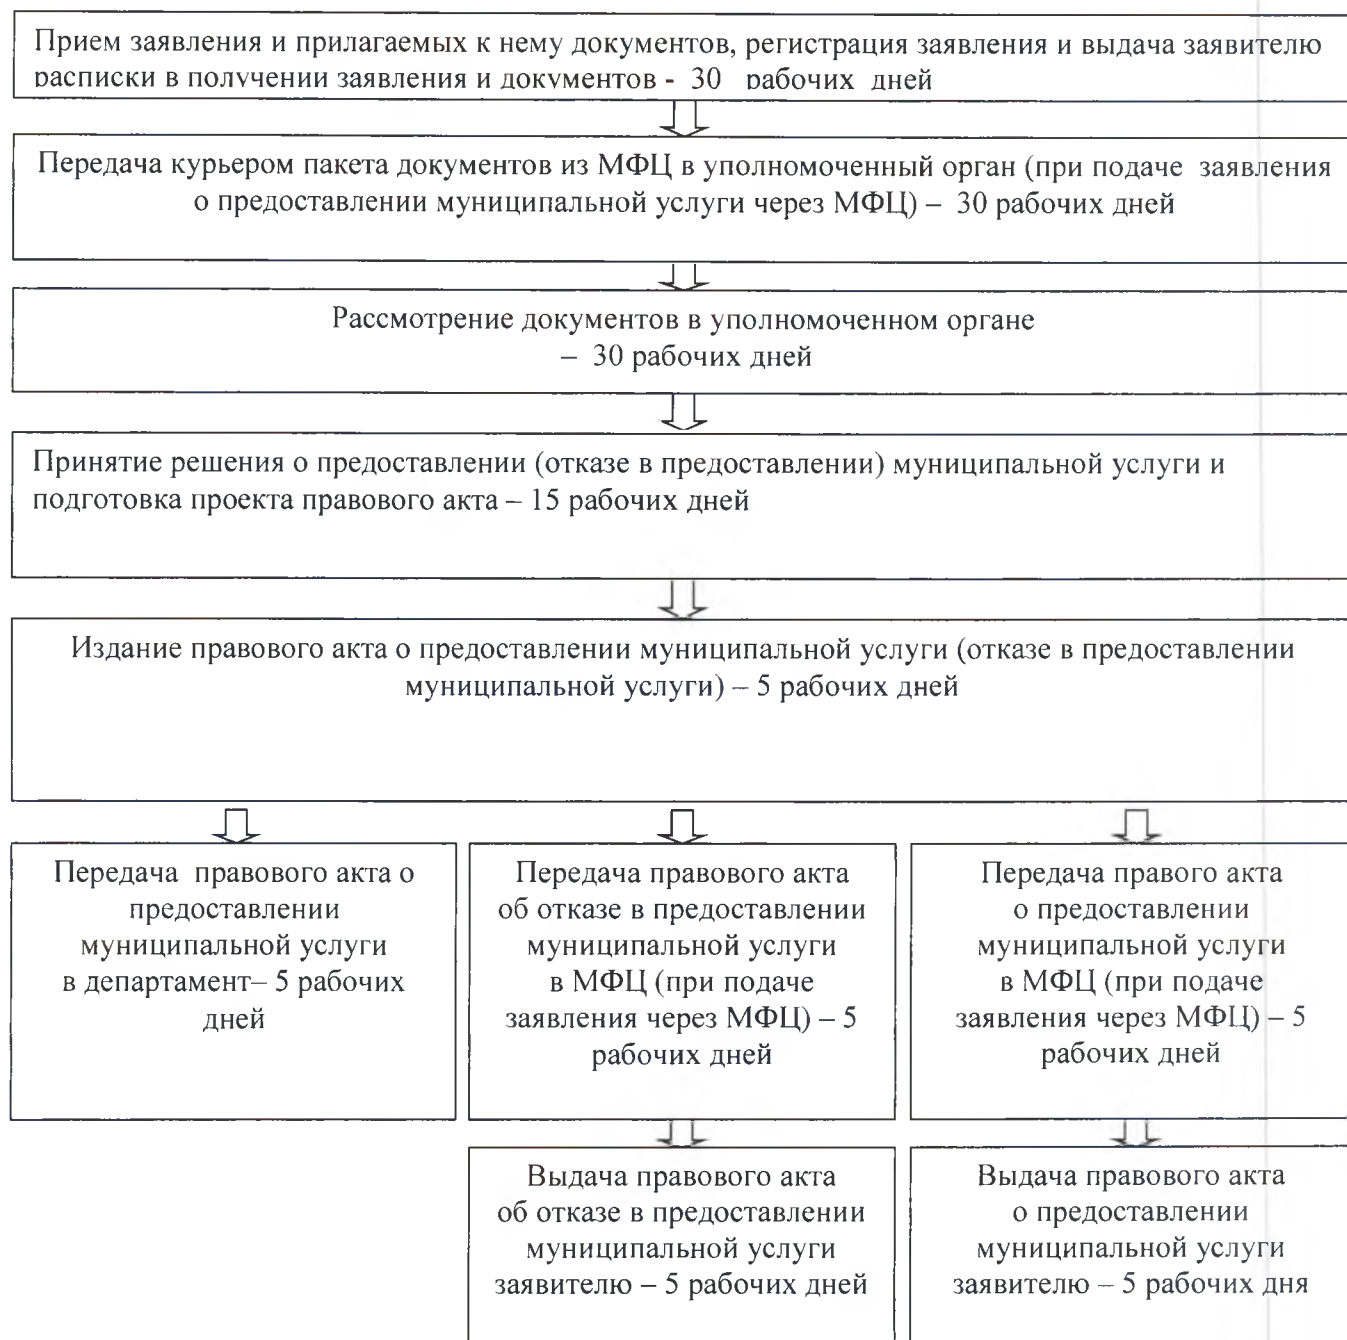 Прием заявления и прилагаемых к нему документов, регистрация заявления и выдача заявителю
расписки в получении заявления и документов - 30 рабочих дней
Передача курьером пакета документов из МФЦ в уполномоченный орган (при подаче заявления
о предоставлении муниципальной услуги через МФЦ) – 30 рабочих дней
Рассмотрение документов в уполномоченном органе
– 30 рабочих дней
Принятие решения о предоставлении (отказе в предоставлении) муниципальной услуги и
подготовка проекта правового акта – 15 рабочих дней
Издание правового акта о предоставлении муниципальной услуги (отказе в предоставлении
муниципальной услуги) – 5 рабочих дней
Передача правового акта о
предоставлении
муниципальной услуги
в департамент– 5 рабочих
дней
Передача правового акта
об отказе в предоставлении
муниципальной услуги
в МФЦ (при подаче
заявления через МФЦ) – 5
рабочих дней
Передача правого акта
о предоставлении
муниципальной услуги
в МФЦ (при подаче
заявления через МФЦ) – 5
рабочих дней
Выдача правового акта
об отказе в предоставлении
муниципальной услуги
заявителю – 5 рабочих дней
Выдача правового акта
о предоставлении
муниципальной услуги
заявителю – 5 рабочих дня